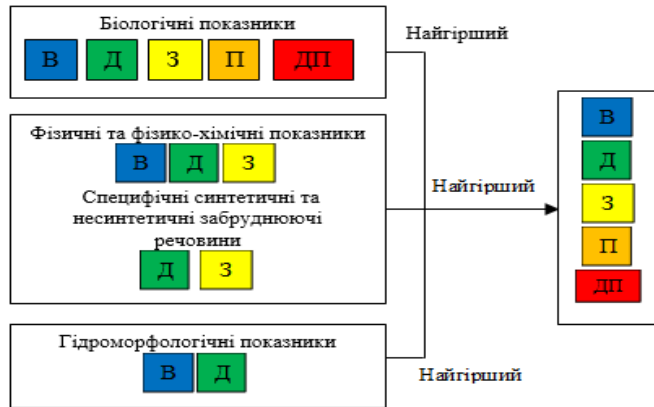 Біологічні показники
В Д З П ДП
Найгірший
Фізичні та фізико-хімічні показники
В Д З
Специфічні синтетичні та
несинтетичні забруднюючі
речовини
Д З
Найгірший
Гідроморфологічні показники
В Д
Найгірший
В
Д
З
П
ДП